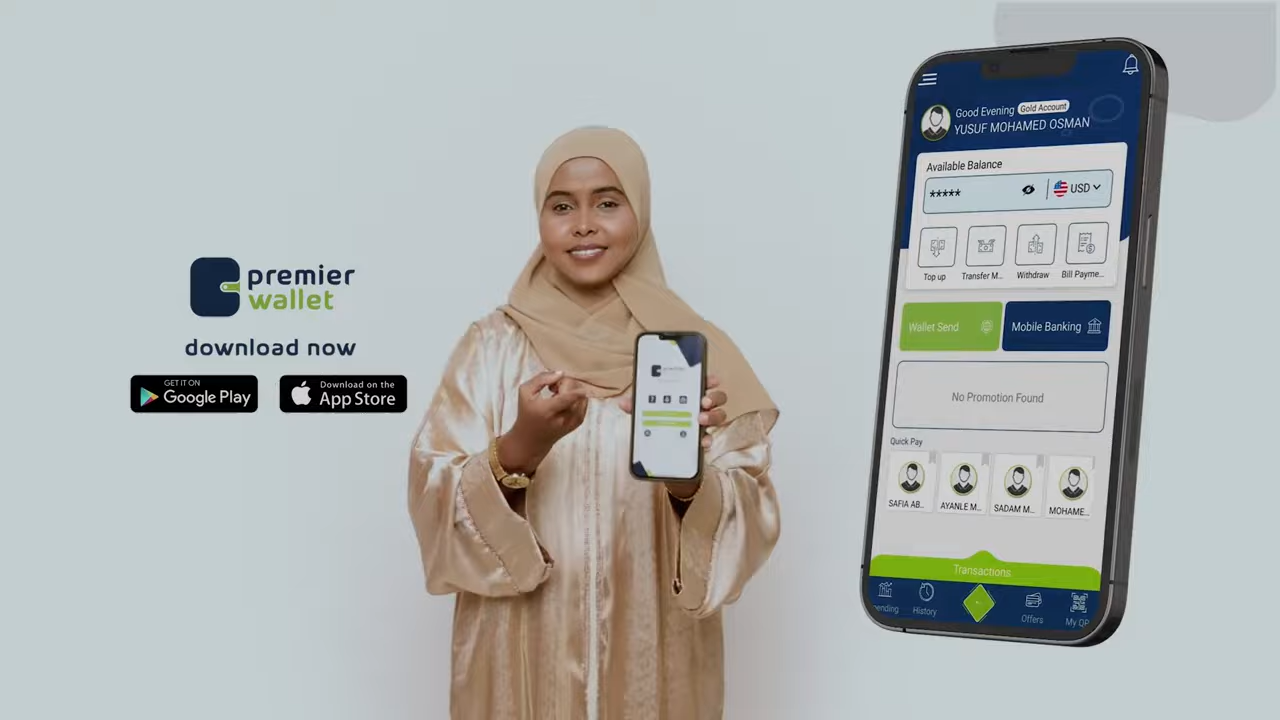 premier
wallet
download now
GET IT ON
Google Play
Download on the
App Store
Good Evening Gold Account
YUSUF MOHAMED OSMAN
Available Balance
***** USD
Top up Transfer M... Withdraw Bill Payme...
Wallet Send Mobile Banking
No Promotion Found
Quick Pay
SAFIA AB... AYANLE M... SADAM M... MOHAME...
Transactions
ending History Offers My QR